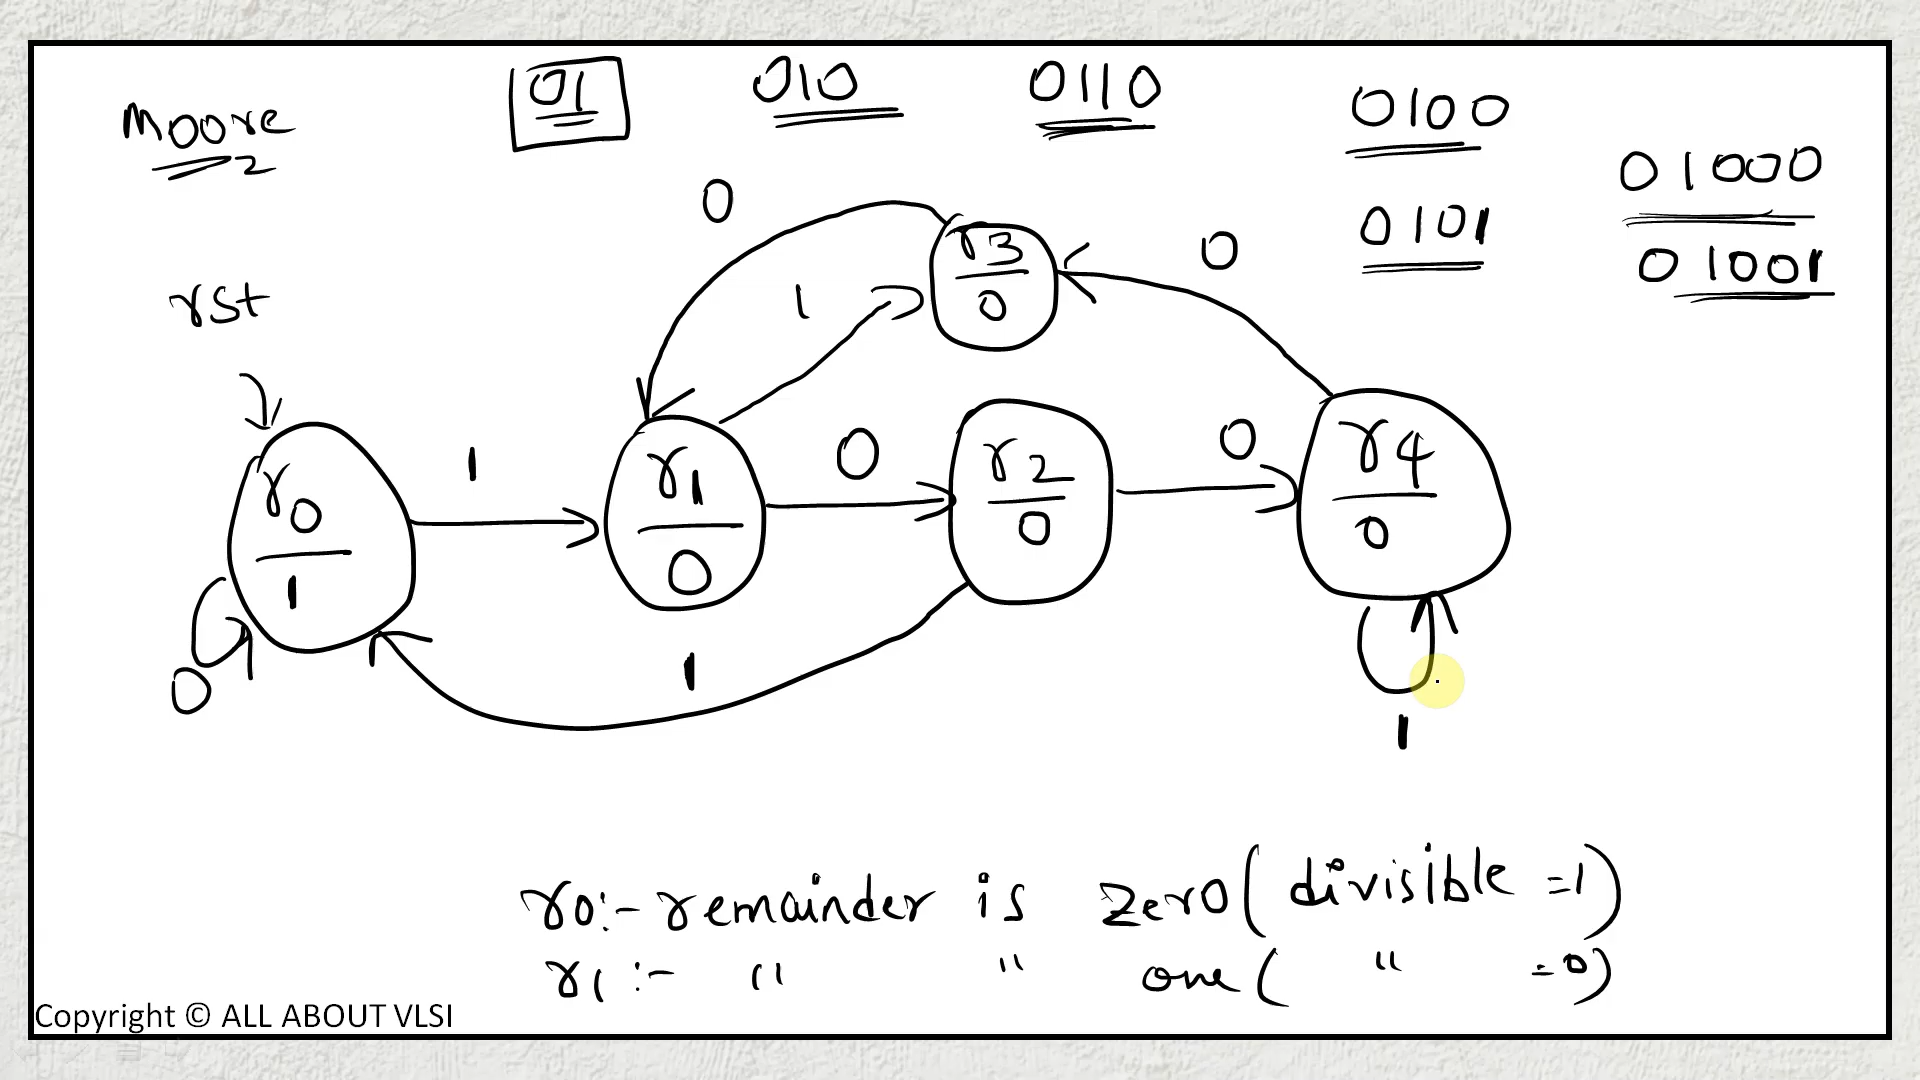 Moore
01
010
0110
0100
01000
0101
01001
rst
0
1
0
r3
0
r0
1
1
r1
0
0
r2
0
0
r4
0
0
1
1
r0:- remainder is zero( divisible =1)
r1 :- " " one( " =0)
Copyright © ALL ABOUT VLSI